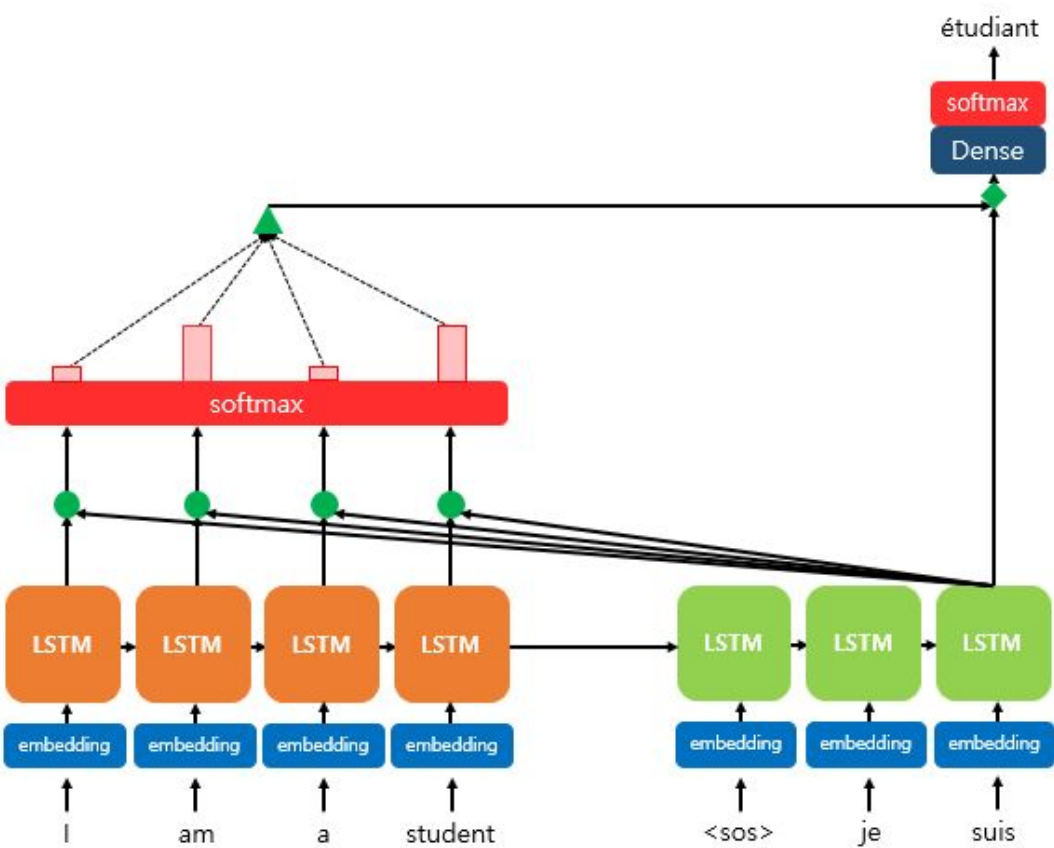 étudiant
softmax
Dense
softmax
LSTM LSTM LSTM LSTM LSTM LSTM LSTM
embedding embedding embedding embedding embedding embedding embedding
I am a student <sos> je suis